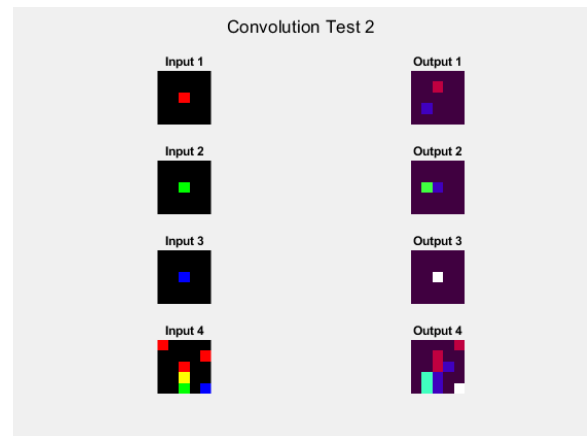 Convolution Test 2
Input 1
Output 1
Input 2
Output 2
Input 3
Output 3
Input 4
Output 4